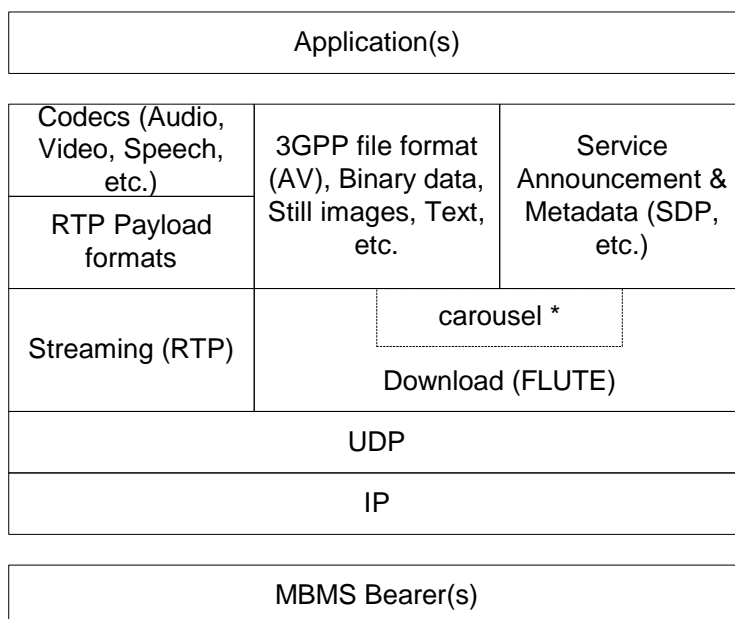 Application(s)
Codecs (Audio,
Video, Speech,
etc.)
RTP Payload
formats
3GPP file format
(AV), Binary data,
Still images, Text,
etc.
Service
Announcement &
Metadata (SDP,
etc.)
Streaming (RTP)
carousel *
Download (FLUTE)
UDP
IP
MBMS Bearer(s)